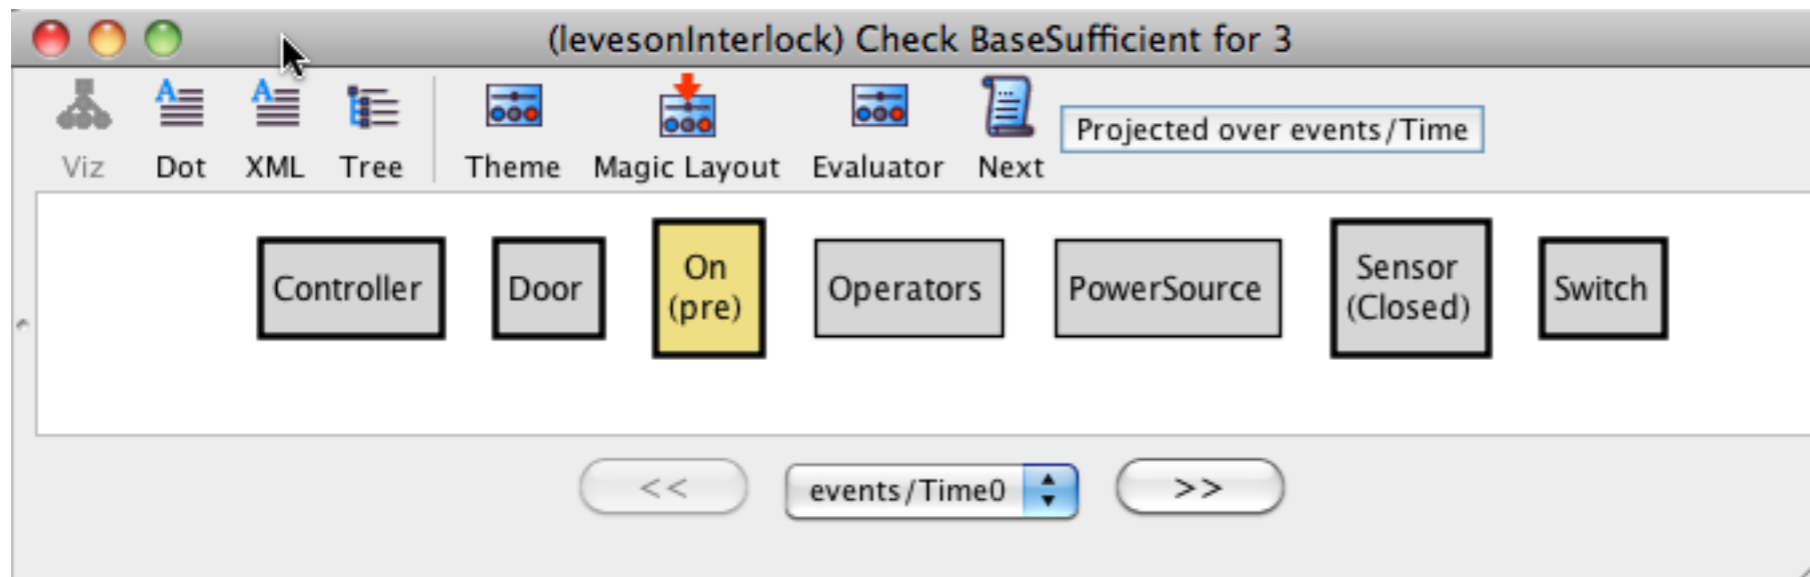 (levesonInterlock) Check BaseSufficient for 3
Viz Dot XML Tree Theme Magic Layout Evaluator Next Projected over events/Time
Controller
Door
On
(pre)
Operators
PowerSource
Sensor
(Closed)
Switch
<< events/Time0 >>